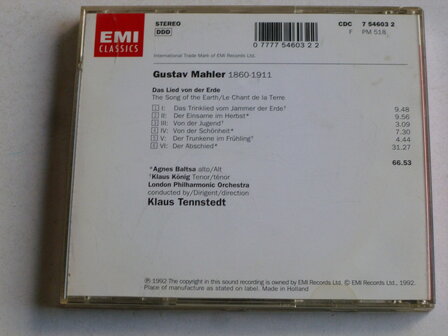 EMI
CLASSICS
STEREO
DDD
International Trade Mark of EMI Records Ltd.
0 7777 54603 2 2
CDC 7 54603 2
F PM 518
Gustav Mahler 1860-1911
Das Lied von der Erde
The Song of the Earth/Le Chant de la Terre
1 I: Das Trinklied vom Jammer der Erde† 9.48
2 II: Der Einsame im Herbst* 9.56
3 III: Von der Jugend† 3.09
4 IV: Von der Schönheit* 7.30
5 V: Der Trunkene im Frühling† 4.44
6 VI: Der Abschied* 31.27
66.53
*Agnes Baltsa alto/Alt
†Klaus König Tenor/ténor
London Philharmonic Orchestra
conducted by/Dirigent/direction
Klaus Tennstedt
℗ 1992 The copyright in this sound recording is owned by EMI Records Ltd. © EMI Records Ltd., 1992.
Place of manufacture as stated on label. Made in Holland